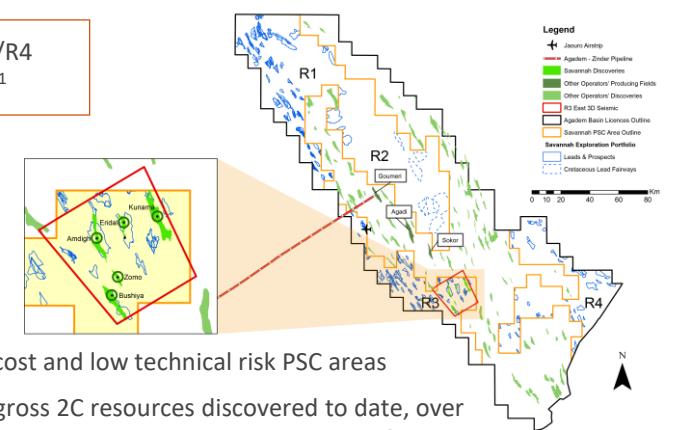 /R4
1
R1
R2
Goumeri
Agadi
Sokor
R3
R4
Kunama
Eridal
Amdigh
Zomo
Bushiya
Legend
Jaouro Airstrip
Agadem - Zinder Pipeline
Savannah Discoveries
Other Operators' Producing Fields
Other Operators' Discoveries
R3 East 3D Seismic
Agadem Basin Licences Outline
Savannah PSC Area Outline
Savannah Exploration Portfolio
Leads & Prospects
Cretaceous Lead Fairways
Km
0 10 20 40 60 80
N
cost and low technical risk PSC areas
gross 2C resources discovered to date, over